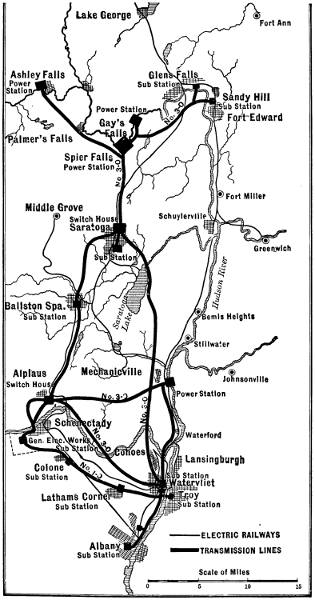 Lake George
Fort Ann
Ashley Falls
Power
Station
Glens Falls
Sub Station
Sandy Hill
Sub Station
Fort Edward
Power Station
Gay's
Falls
No. 3-0
Palmer's Falls
Spier Falls
Power Station
No. 3-0
Fort Miller
Middle Grove
Switch House
Saratoga
Sub Station
Schuylerville
Greenwich
Hudson River
Saratoga
Lake
Ballston Spa.
Sub Station
Bemis Heights
Stillwater
Mechanicville
Johnsonville
Alplaus
Switch House
Power Station
No. 3-0
Schenectady
No. 3-0
Gen. Elec. Works
Sub Station
Cohoes
Waterford
Lansingburgh
Colone
Sub Station
Sub Station
Watervliet
Troy
Sub Station
Lathams Corner
Sub Station
Albany
Sub Station
ELECTRIC RAILWAYS
TRANSMISSION LINES
Scale of Miles
0 5 10 15